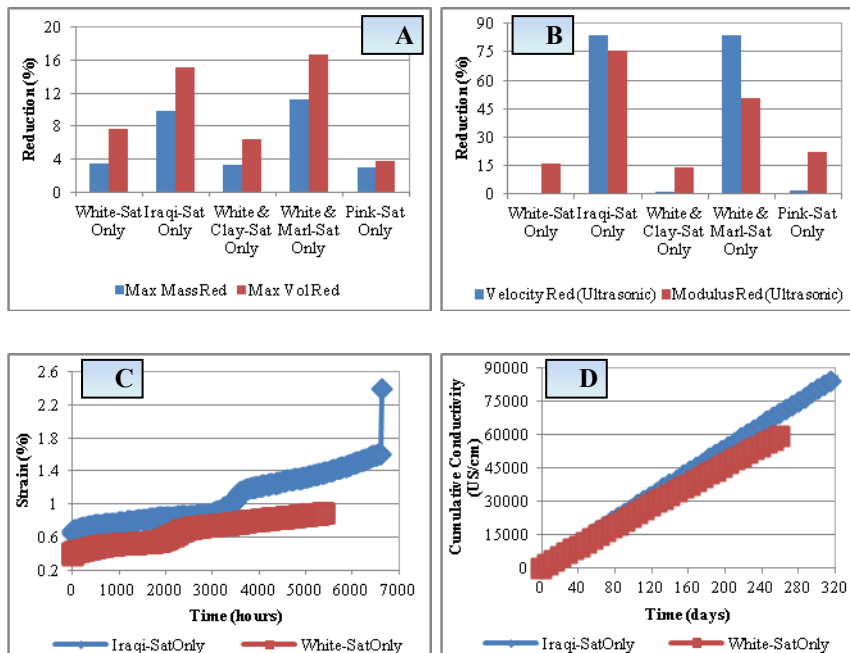 A
20
16
12
8
4
0
Reduction (%)
White-Sat Only
Iraqi-Sat Only
White & Clay-Sat Only
White & Marl-Sat Only
Pink-Sat Only
Max Mass Red
Max Vol Red
B
90
75
60
45
30
15
0
Reduction (%)
White-Sat Only
Iraqi-Sat Only
White & Clay-Sat Only
White & Marl-Sat Only
Pink-Sat Only
Velocity Red (Ultrasonic)
Modulus Red (Ultrasonic)
C
2.6
2.2
1.8
1.4
1
0.6
0.2
Strain (%)
0 1000 2000 3000 4000 5000 6000 7000
Time (hours)
Iraqi-SatOnly
White-SatOnly
D
90000
75000
60000
45000
30000
15000
0
Cumulative Conductivity
(US/cm)
0 40 80 120 160 200 240 280 320
Time (days)
Iraqi-SatOnly
White-SatOnly